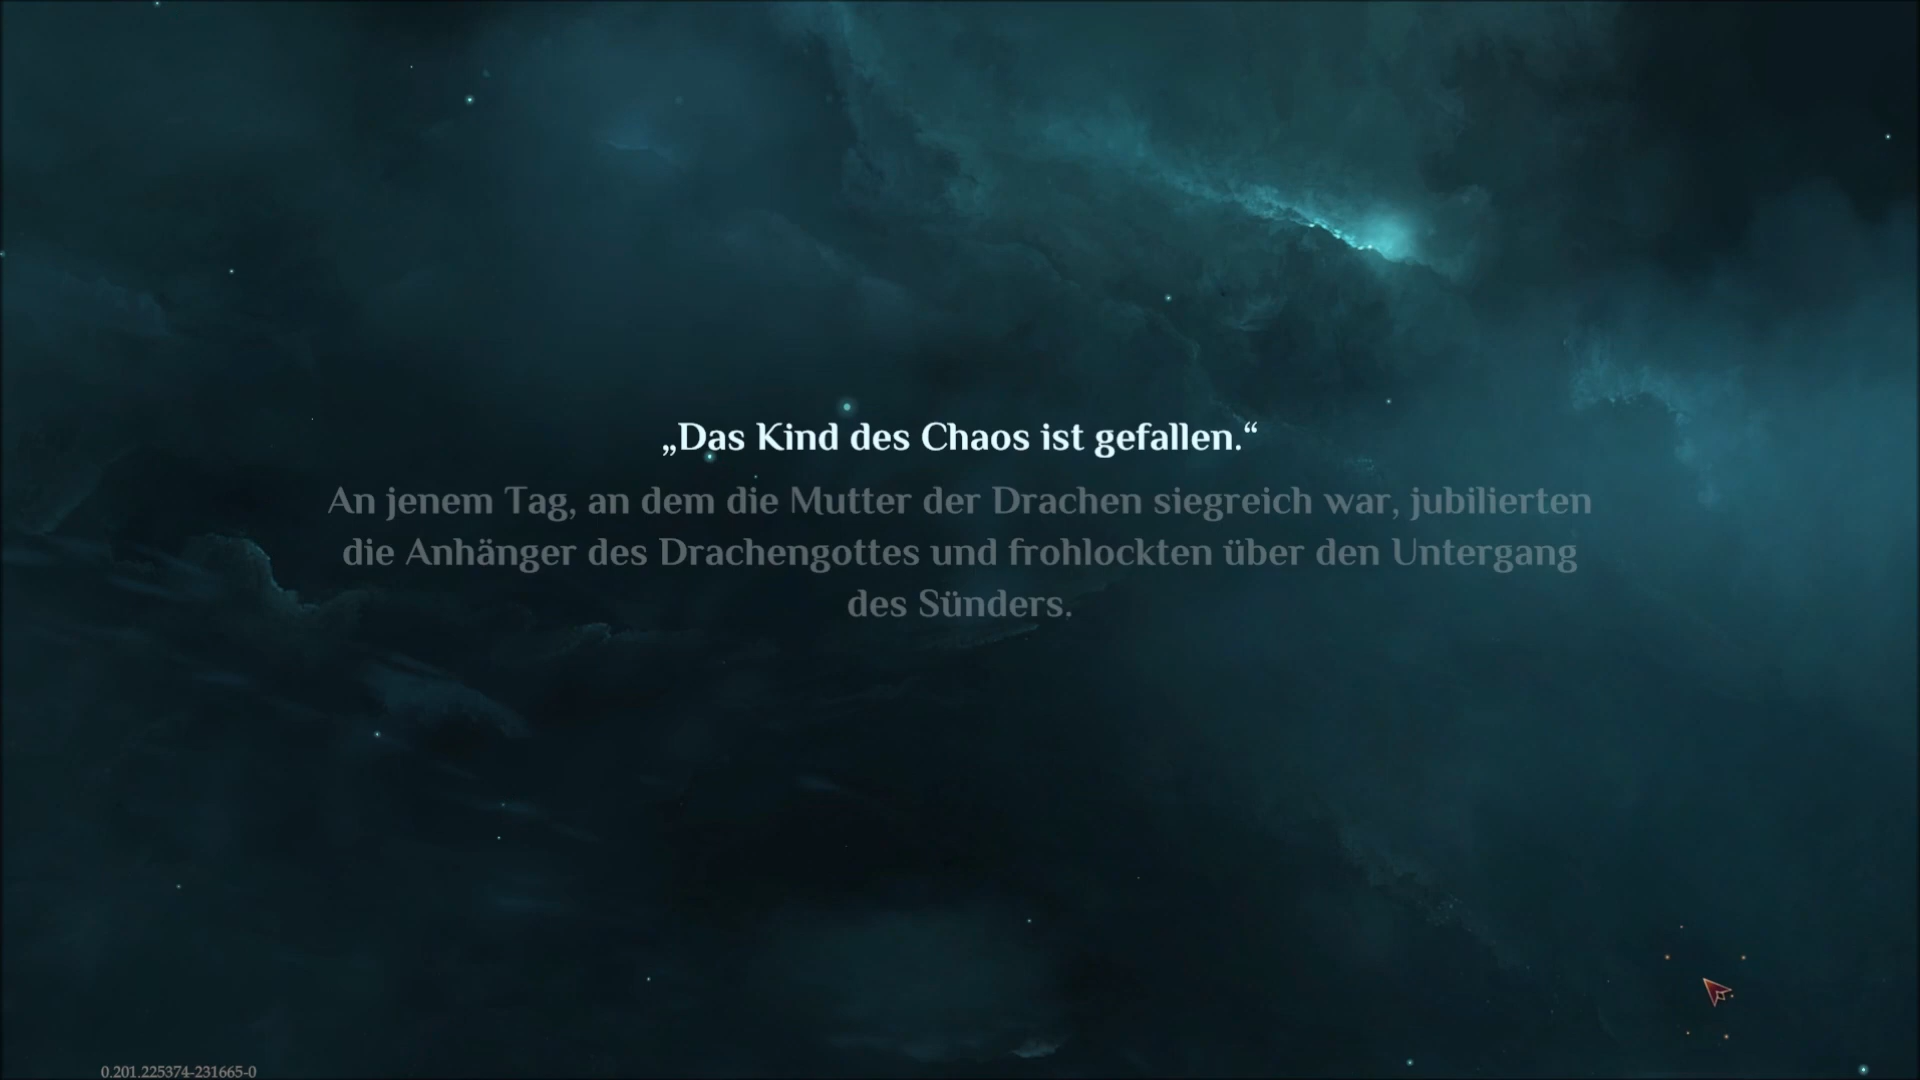 „Das Kind des Chaos ist gefallen.“
An jenem Tag, an dem die Mutter der Drachen siegreich war, jubilierten
die Anhänger des Drachengottes und frohlockten über den Untergang
des Sünders.
0.201.225374-231665-0